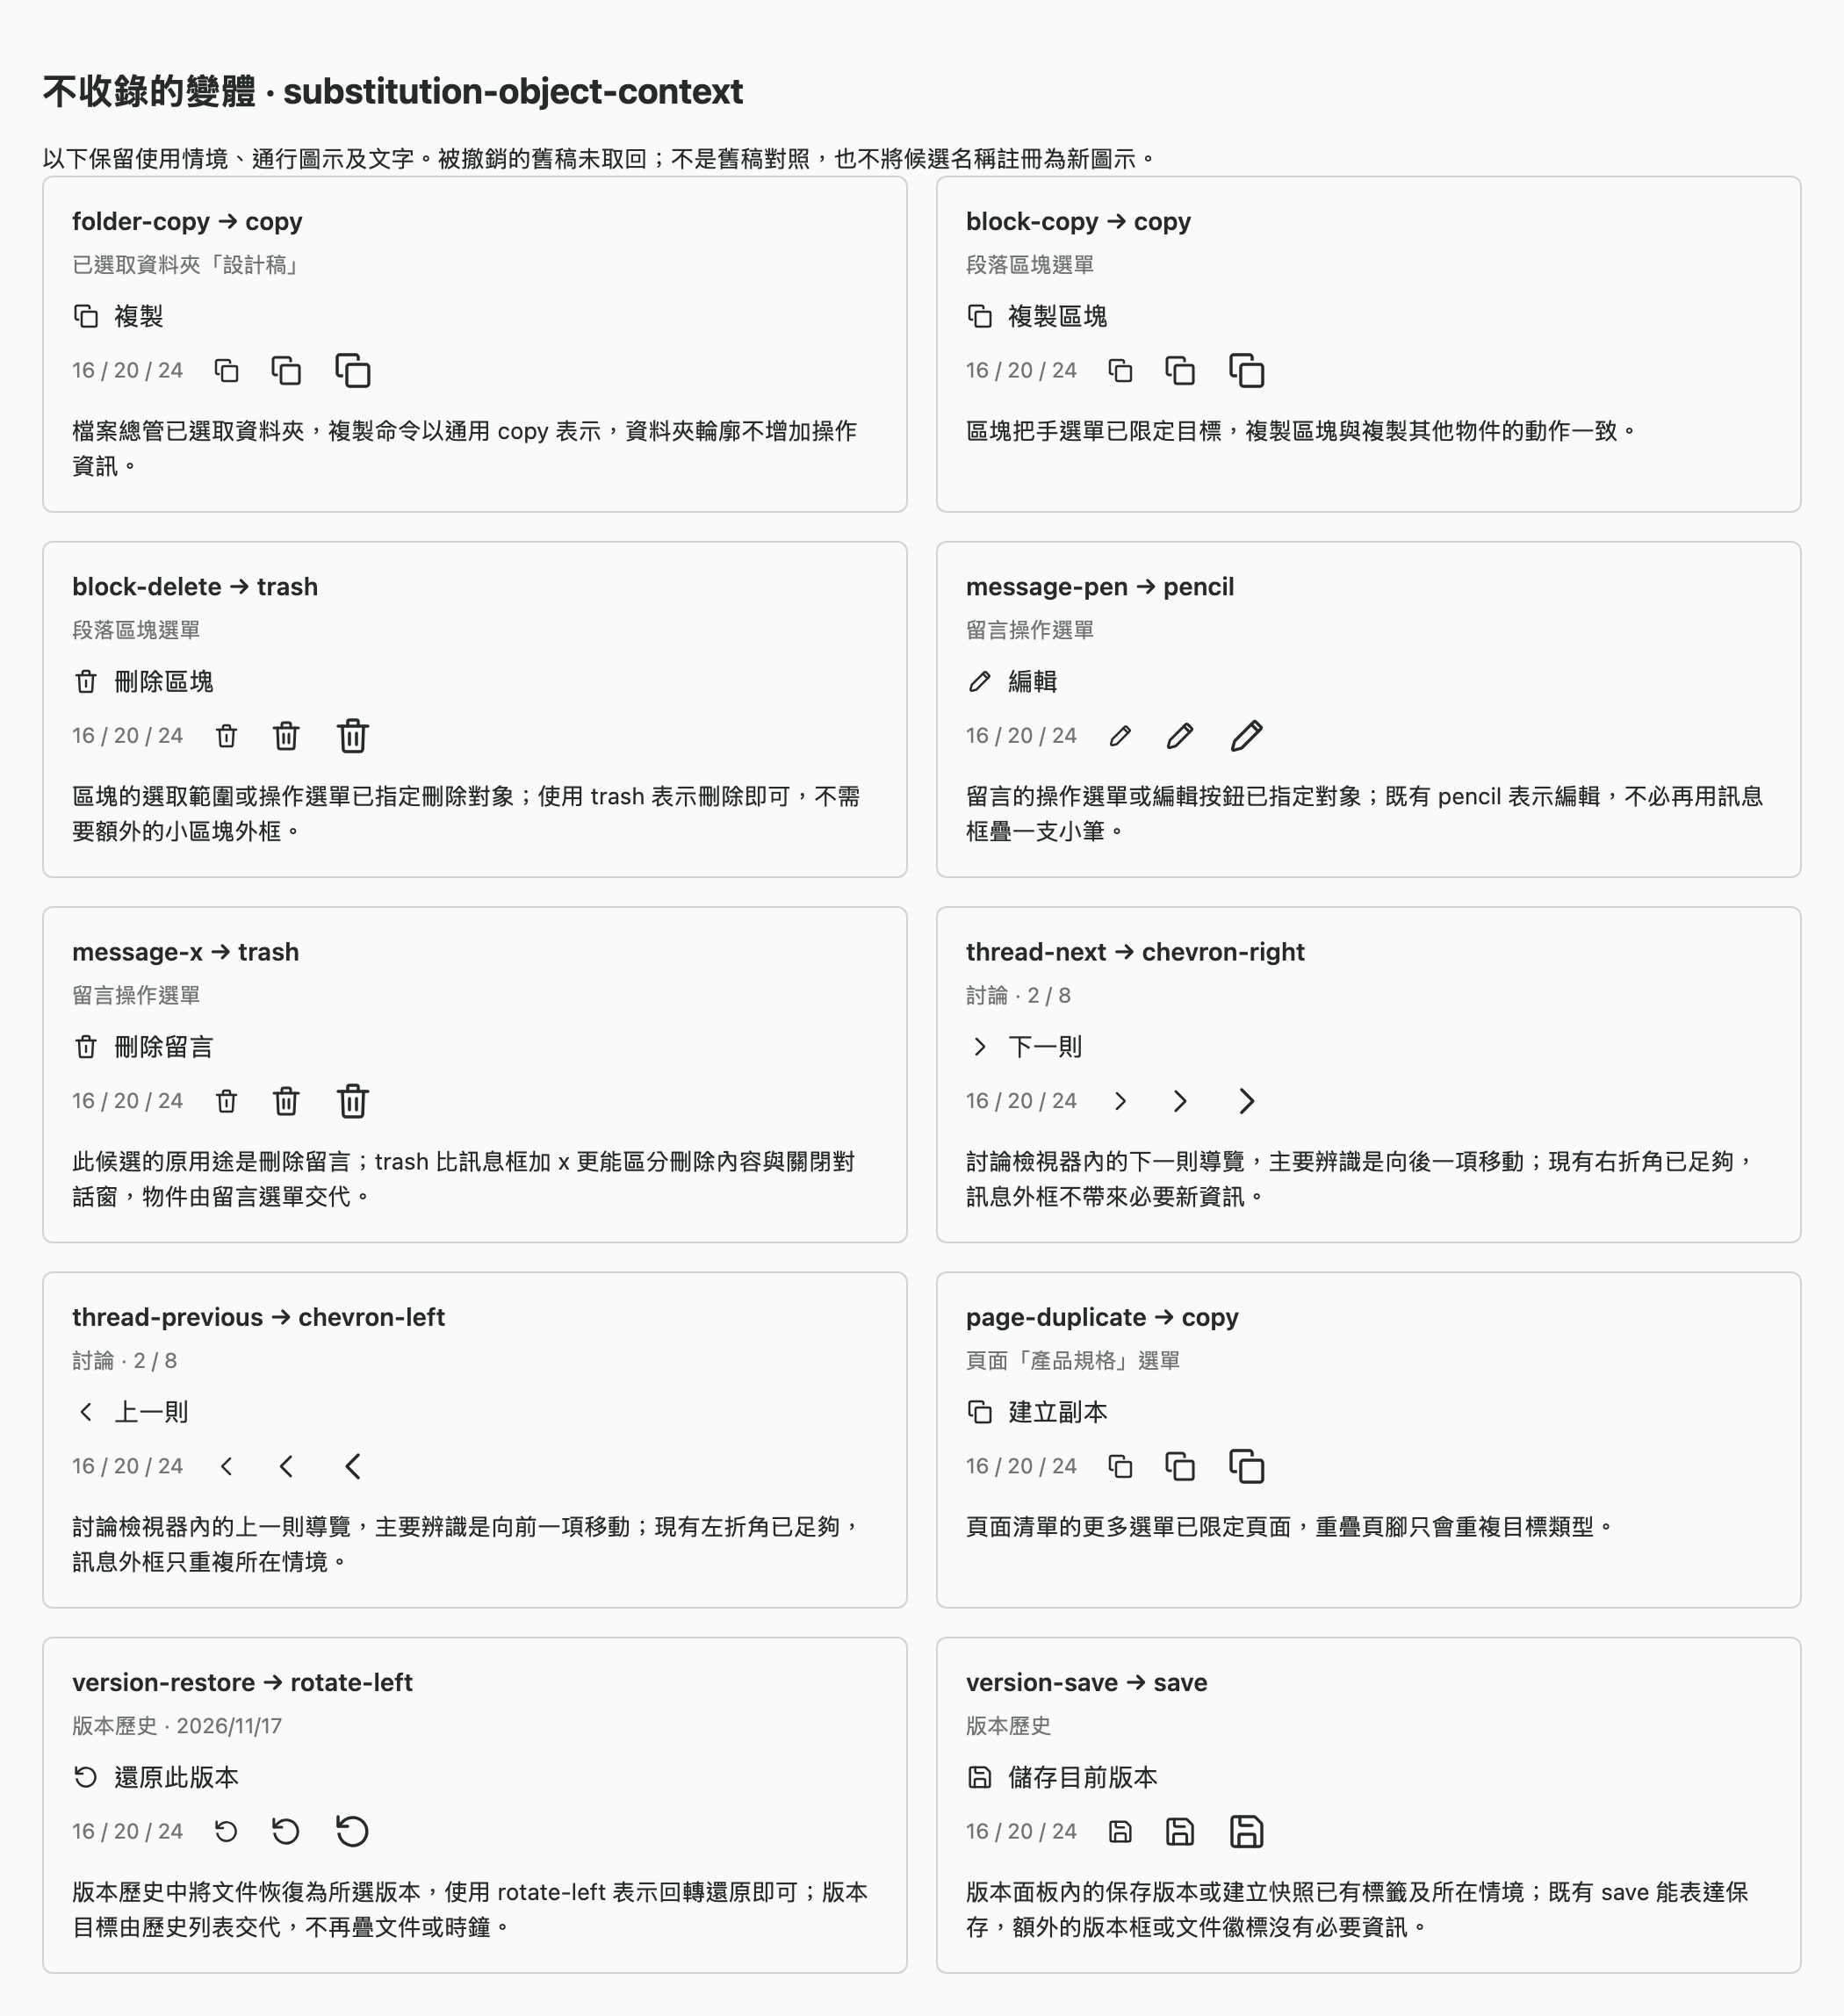 不收錄的變體 · substitution-object-context
以下保留使用情境、通行圖示及文字。被撤銷的舊稿未取回；不是舊稿對照，也不將候選名稱註冊為新圖示。
folder-copy → copy
已選取資料夾「設計稿」
複製
16 / 20 / 24
檔案總管已選取資料夾，複製命令以通用 copy 表示，資料夾輪廓不增加操作
資訊。
block-copy → copy
段落區塊選單
複製區塊
16 / 20 / 24
區塊把手選單已限定目標，複製區塊與複製其他物件的動作一致。
block-delete → trash
段落區塊選單
刪除區塊
16 / 20 / 24
區塊的選取範圍或操作選單已指定刪除對象；使用 trash 表示刪除即可，不需
要額外的小區塊外框。
message-pen → pencil
留言操作選單
編輯
16 / 20 / 24
留言的操作選單或編輯按鈕已指定對象；既有 pencil 表示編輯，不必再用訊息
框疊一支小筆。
message-x → trash
留言操作選單
刪除留言
16 / 20 / 24
此候選的原用途是刪除留言；trash 比訊息框加 x 更能區分刪除內容與關閉對
話窗，物件由留言選單交代。
thread-next → chevron-right
討論 · 2 / 8
下一則
16 / 20 / 24
討論檢視器內的下一則導覽，主要辨識是向後一項移動；現有右折角已足夠，
訊息外框不帶來必要新資訊。
thread-previous → chevron-left
討論 · 2 / 8
上一則
16 / 20 / 24
討論檢視器內的上一則導覽，主要辨識是向前一項移動；現有左折角已足夠，
訊息外框只重複所在情境。
page-duplicate → copy
頁面「產品規格」選單
建立副本
16 / 20 / 24
頁面清單的更多選單已限定頁面，重疊頁腳只會重複目標類型。
version-restore → rotate-left
版本歷史 · 2026/11/17
還原此版本
16 / 20 / 24
版本歷史中將文件恢復為所選版本，使用 rotate-left 表示回轉還原即可；版本
目標由歷史列表交代，不再疊文件或時鐘。
version-save → save
版本歷史
儲存目前版本
16 / 20 / 24
版本面板內的保存版本或建立快照已有標籤及所在情境；既有 save 能表達保
存，額外的版本框或文件徽標沒有必要資訊。